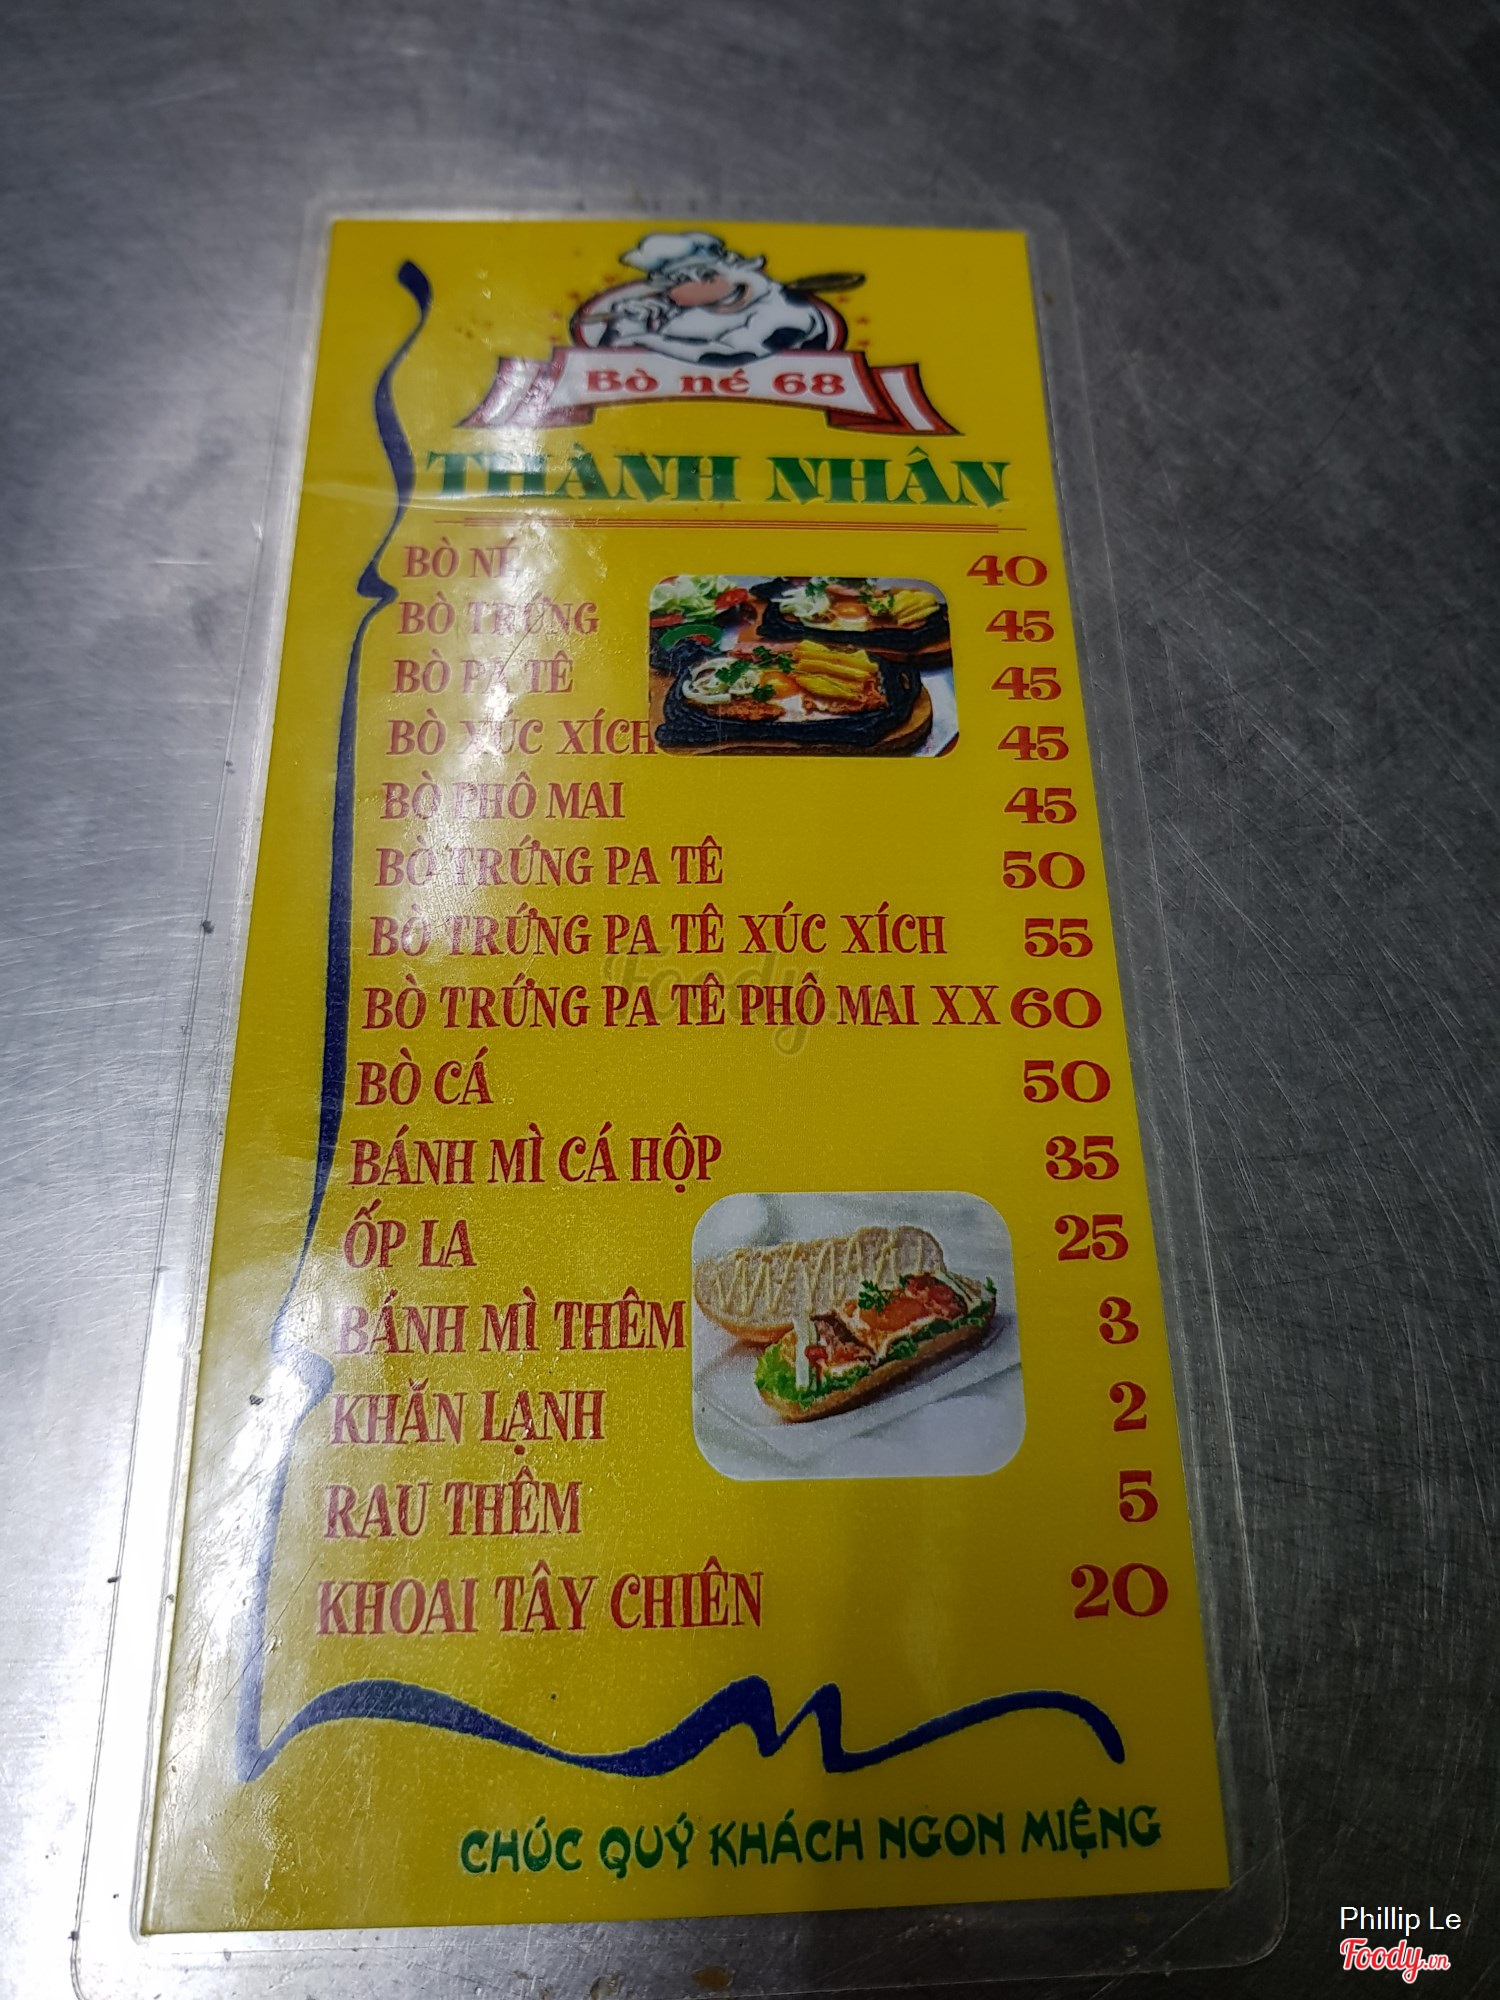 Bò né 68
THÀNH NHÂN
BÒ NÉ 40
BÒ TRỨNG 45
BÒ PA TÊ 45
BÒ XÚC XÍCH 45
BÒ PHÔ MAI 45
BÒ TRỨNG PA TÊ 50
BÒ TRỨNG PA TÊ XÚC XÍCH 55
BÒ TRỨNG PA TÊ PHÔ MAI XX 60
BÒ CÁ 50
BÁNH MÌ CÁ HỘP 35
ỐP LA 25
BÁNH MÌ THÊM 3
KHĂN LẠNH 2
RAU THÊM 5
KHOAI TÂY CHIÊN 20
CHÚC QUÝ KHÁCH NGON MIỆNG
Foody
Phillip Le
Foody.vn